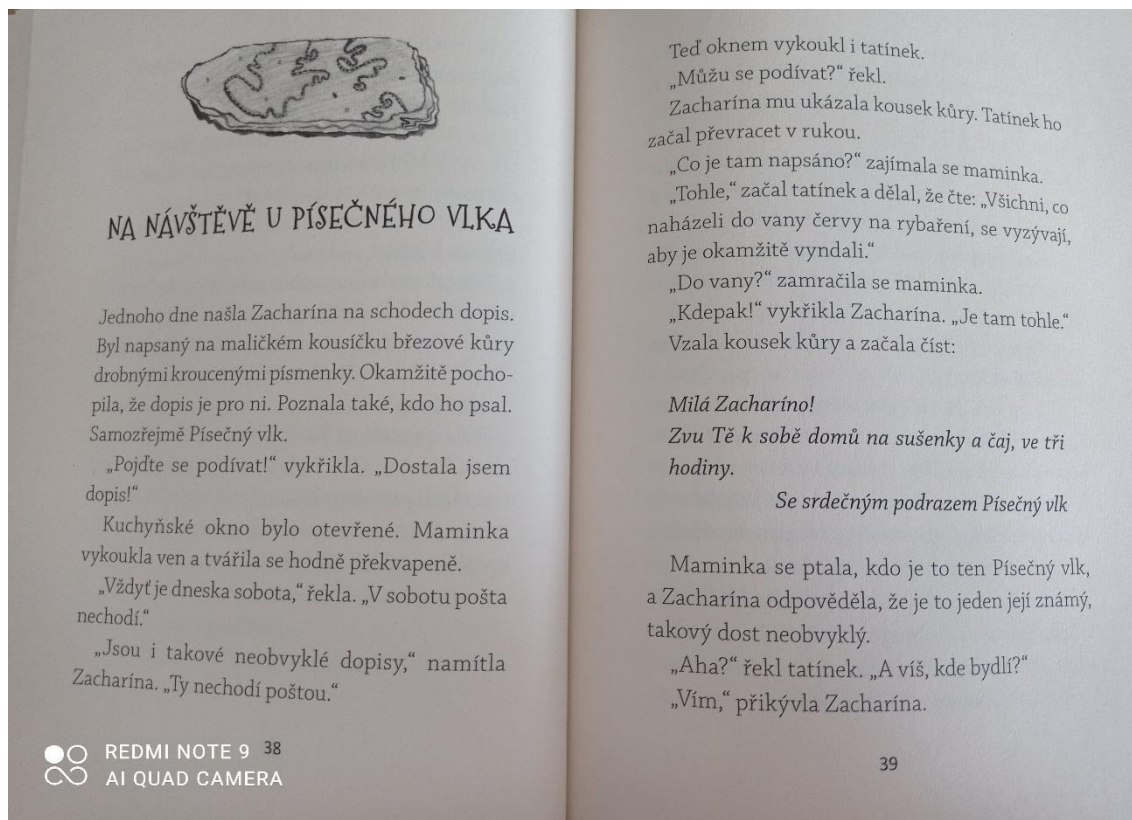 NA NÁVŠTĚVĚ U PÍSEČNÉHO VLKA
Jednoho dne našla Zacharína na schodech dopis.
Byl napsaný na maličkém kousíčku březové kůry
drobnými kroucenými písmenky. Okamžitě pocho-
pila, že dopis je pro ni. Poznala také, kdo ho psal.
Samozřejmě Písečný vlk.
„Pojďte se podívat!“ vykřikla. „Dostala jsem
dopis!“
Kuchyňské okno bylo otevřené. Maminka
vykoukla ven a tvářila se hodně překvapeně.
„Vždyť je dneska sobota,“ řekla. „V sobotu pošta
nechodí.“
„Jsou i takové neobvyklé dopisy,“ namítla
Zacharína. „Ty nechodí poštou.“
38
REDMI NOTE 9
AI QUAD CAMERA
Teď oknem vykoukl i tatínek.
„Můžu se podívat?“ řekl.
Zacharína mu ukázala kousek kůry. Tatínek ho
začal převracet v rukou.
„Co je tam napsáno?“ zajímala se maminka.
„Tohle,“ začal tatínek a dělal, že čte: „Všichni, co
naházeli do vany červy na rybaření, se vyzývají,
aby je okamžitě vyndali.“
„Do vany?“ zamračila se maminka.
„Kdepak!“ vykřikla Zacharína. „Je tam tohle.“
Vzala kousek kůry a začala číst:
Milá Zacharíno!
Zvu Tě k sobě domů na sušenky a čaj, ve tři
hodiny.
Se srdečným podrazem Písečný vlk
Maminka se ptala, kdo je to ten Písečný vlk,
a Zacharína odpověděla, že je to jeden její známý,
takový dost neobvyklý.
„Aha?“ řekl tatínek. „A víš, kde bydlí?“
„Vím,“ přikývla Zacharína.
39